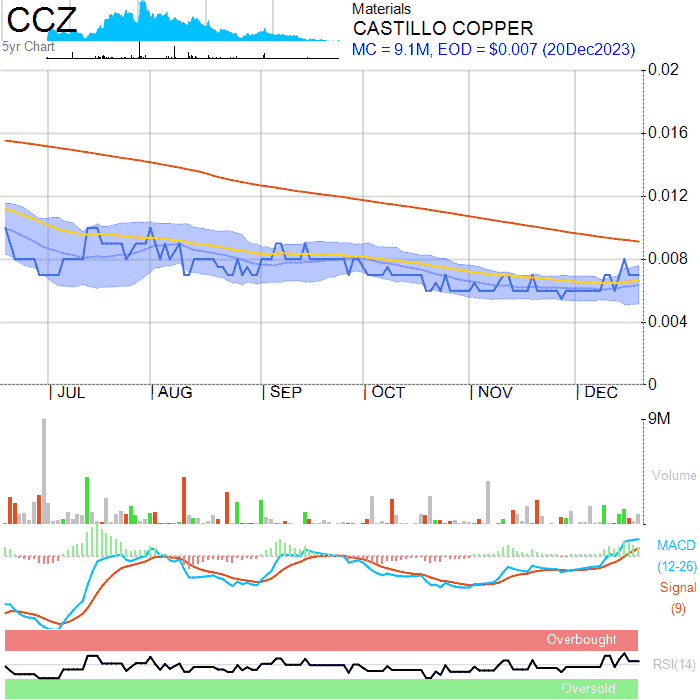 CCZ
Materials
CASTILLO COPPER
5yr Chart
MC = 9.1M, EOD = $0.007 (20Dec2023)
0.02
0.016
0.012
0.008
0.004
0
JUL AUG SEP OCT NOV DEC
9M
Volume
MACD
(12-26)
Signal
(9)
Overbought
RSI(14)
Oversold